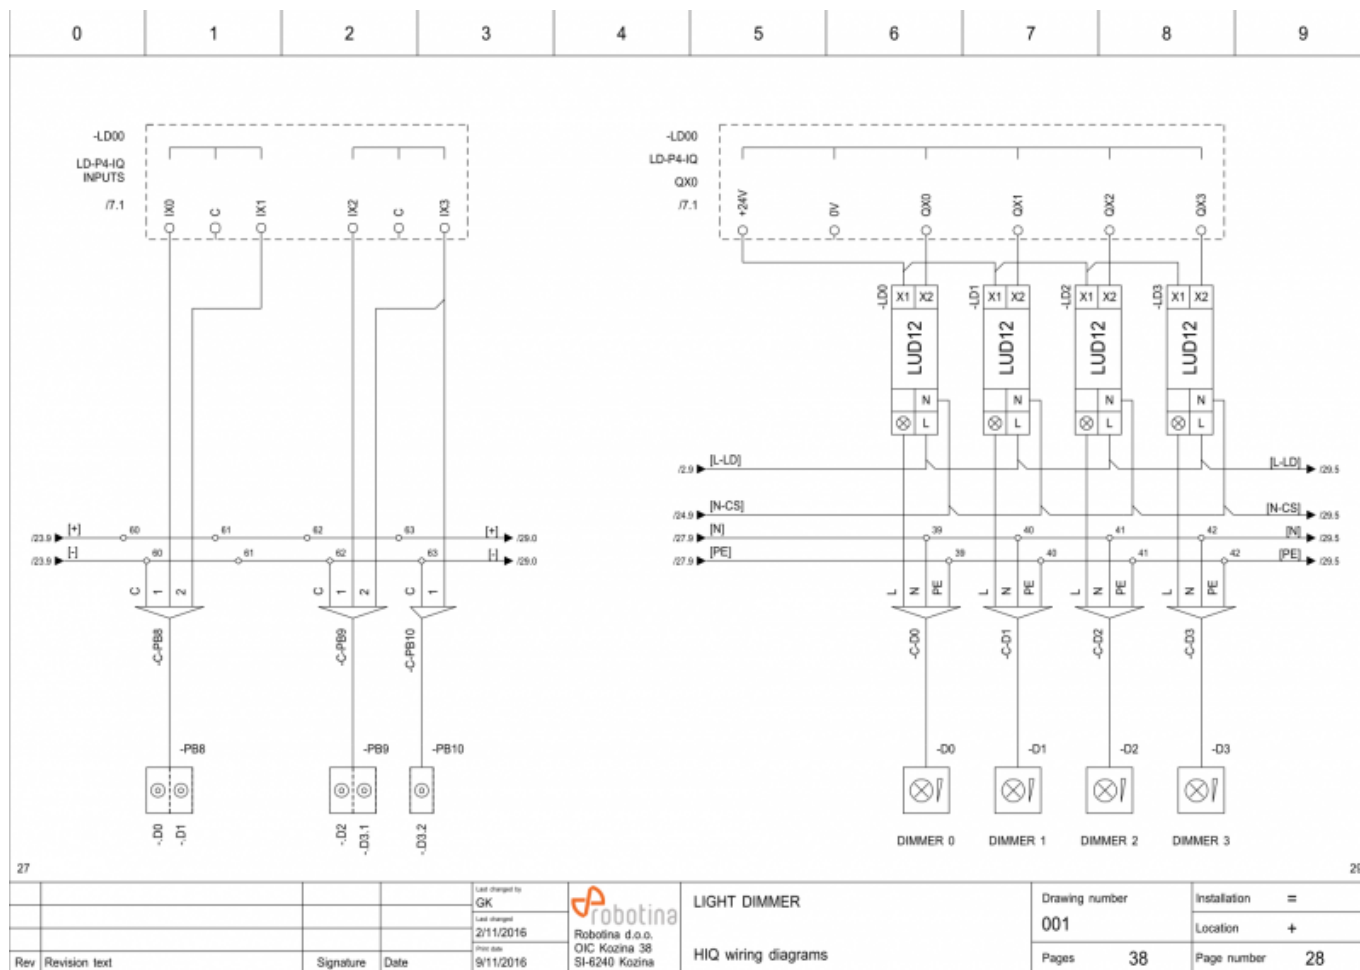 0 1 2 3 4 5 6 7 8 9
-LD00
LD-P4-IQ
INPUTS
/7.1
IX0 C IX1 IX2 C IX3
-LD00
LD-P4-IQ
QX0
/7.1
+24V 0V QX0 QX1 QX2 QX3
-LD0 X1 X2 -LD1 X1 X2 -LD2 X1 X2 -LD3 X1 X2
LUD12 LUD12 LUD12 LUD12
N N N N
L L L L
/2.9 [L-LD] [L-LD] /29.5
/24.9 [N-CS] [N-CS] /29.5
/23.9 [+] 60 61 62 63 [+] /29.0
/27.9 [N] 39 40 41 42 [N] /29.5
/23.9 [-] 60 61 62 63 [-] /29.0
/27.9 [PE] 39 40 41 42 [PE] /29.5
C 1 2 C 1 2 C 1
L N PE L N PE L N PE L N PE
-C-PB8 -C-PB9 -C-PB10
-C-D0 -C-D1 -C-D2 -C-D3
-PB8 -PB9 -PB10
-D0 -D1 -D2 -D3
-.D0 -.D1 -.D2 -.D3.1 -.D3.2
DIMMER 0 DIMMER 1 DIMMER 2 DIMMER 3
27 29
Rev Revision text Signature Date
Last changed by
GK
Last changed
2/11/2016
Print date
9/11/2016
robotina
Robotina d.o.o.
OIC Kozina 38
SI-6240 Kozina
LIGHT DIMMER
HIQ wiring diagrams
Drawing number
001
Pages 38
Installation =
Location +
Page number 28